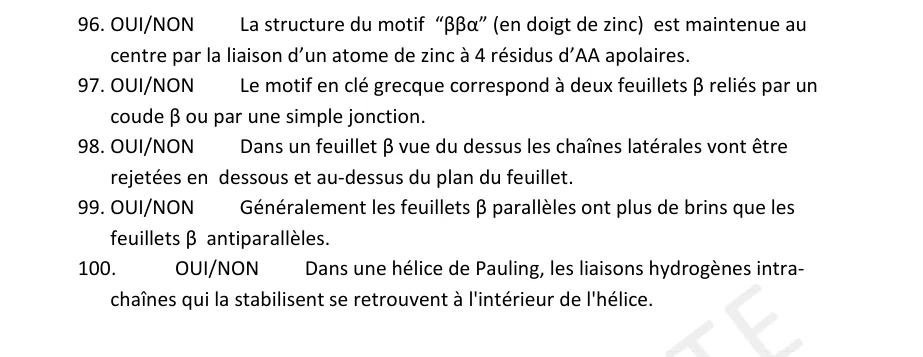 96. OUI/NON La structure du motif “ββα” (en doigt de zinc) est maintenue au
centre par la liaison d’un atome de zinc à 4 résidus d’AA apolaires.
97. OUI/NON Le motif en clé grecque correspond à deux feuillets β reliés par un
coude β ou par une simple jonction.
98. OUI/NON Dans un feuillet β vue du dessus les chaînes latérales vont être
rejetées en dessous et au-dessus du plan du feuillet.
99. OUI/NON Généralement les feuillets β parallèles ont plus de brins que les
feuillets β antiparallèles.
100. OUI/NON Dans une hélice de Pauling, les liaisons hydrogènes intra-
chaînes qui la stabilisent se retrouvent à l'intérieur de l'hélice.